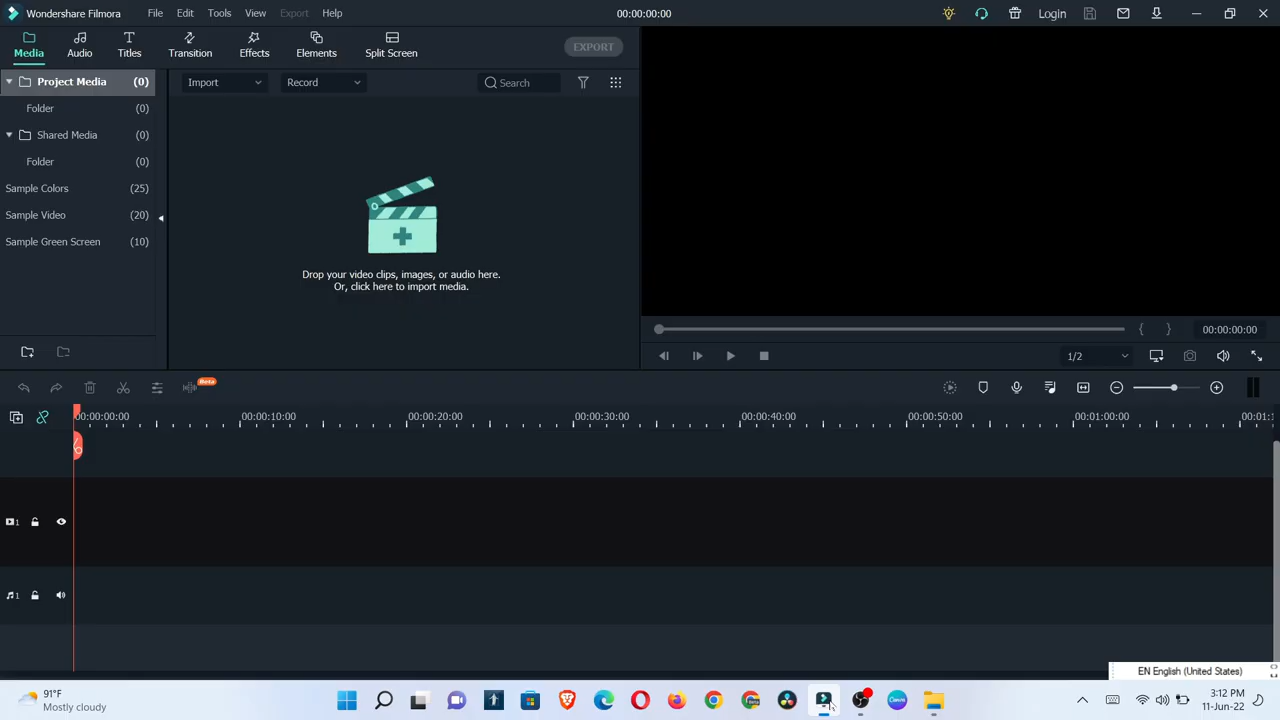 Wondershare Filmora
File Edit Tools View Export Help
00:00:00:00
Login
Media Audio Titles Transition Effects Elements Split Screen
EXPORT
Project Media (0)
Folder (0)
Shared Media (0)
Folder (0)
Sample Colors (25)
Sample Video (20)
Sample Green Screen (10)
Import
Record
Search
Drop your video clips, images, or audio here.
Or, click here to import media.
{ } 00:00:00:00
1/2
Beta
00:00:00:00 00:00:10:00 00:00:20:00 00:00:30:00 00:00:40:00 00:00:50:00 00:01:00:00 00:01:1
1
1
EN English (United States)
91°F
Mostly cloudy
Beta
Canva
3:12 PM
11-Jun-22